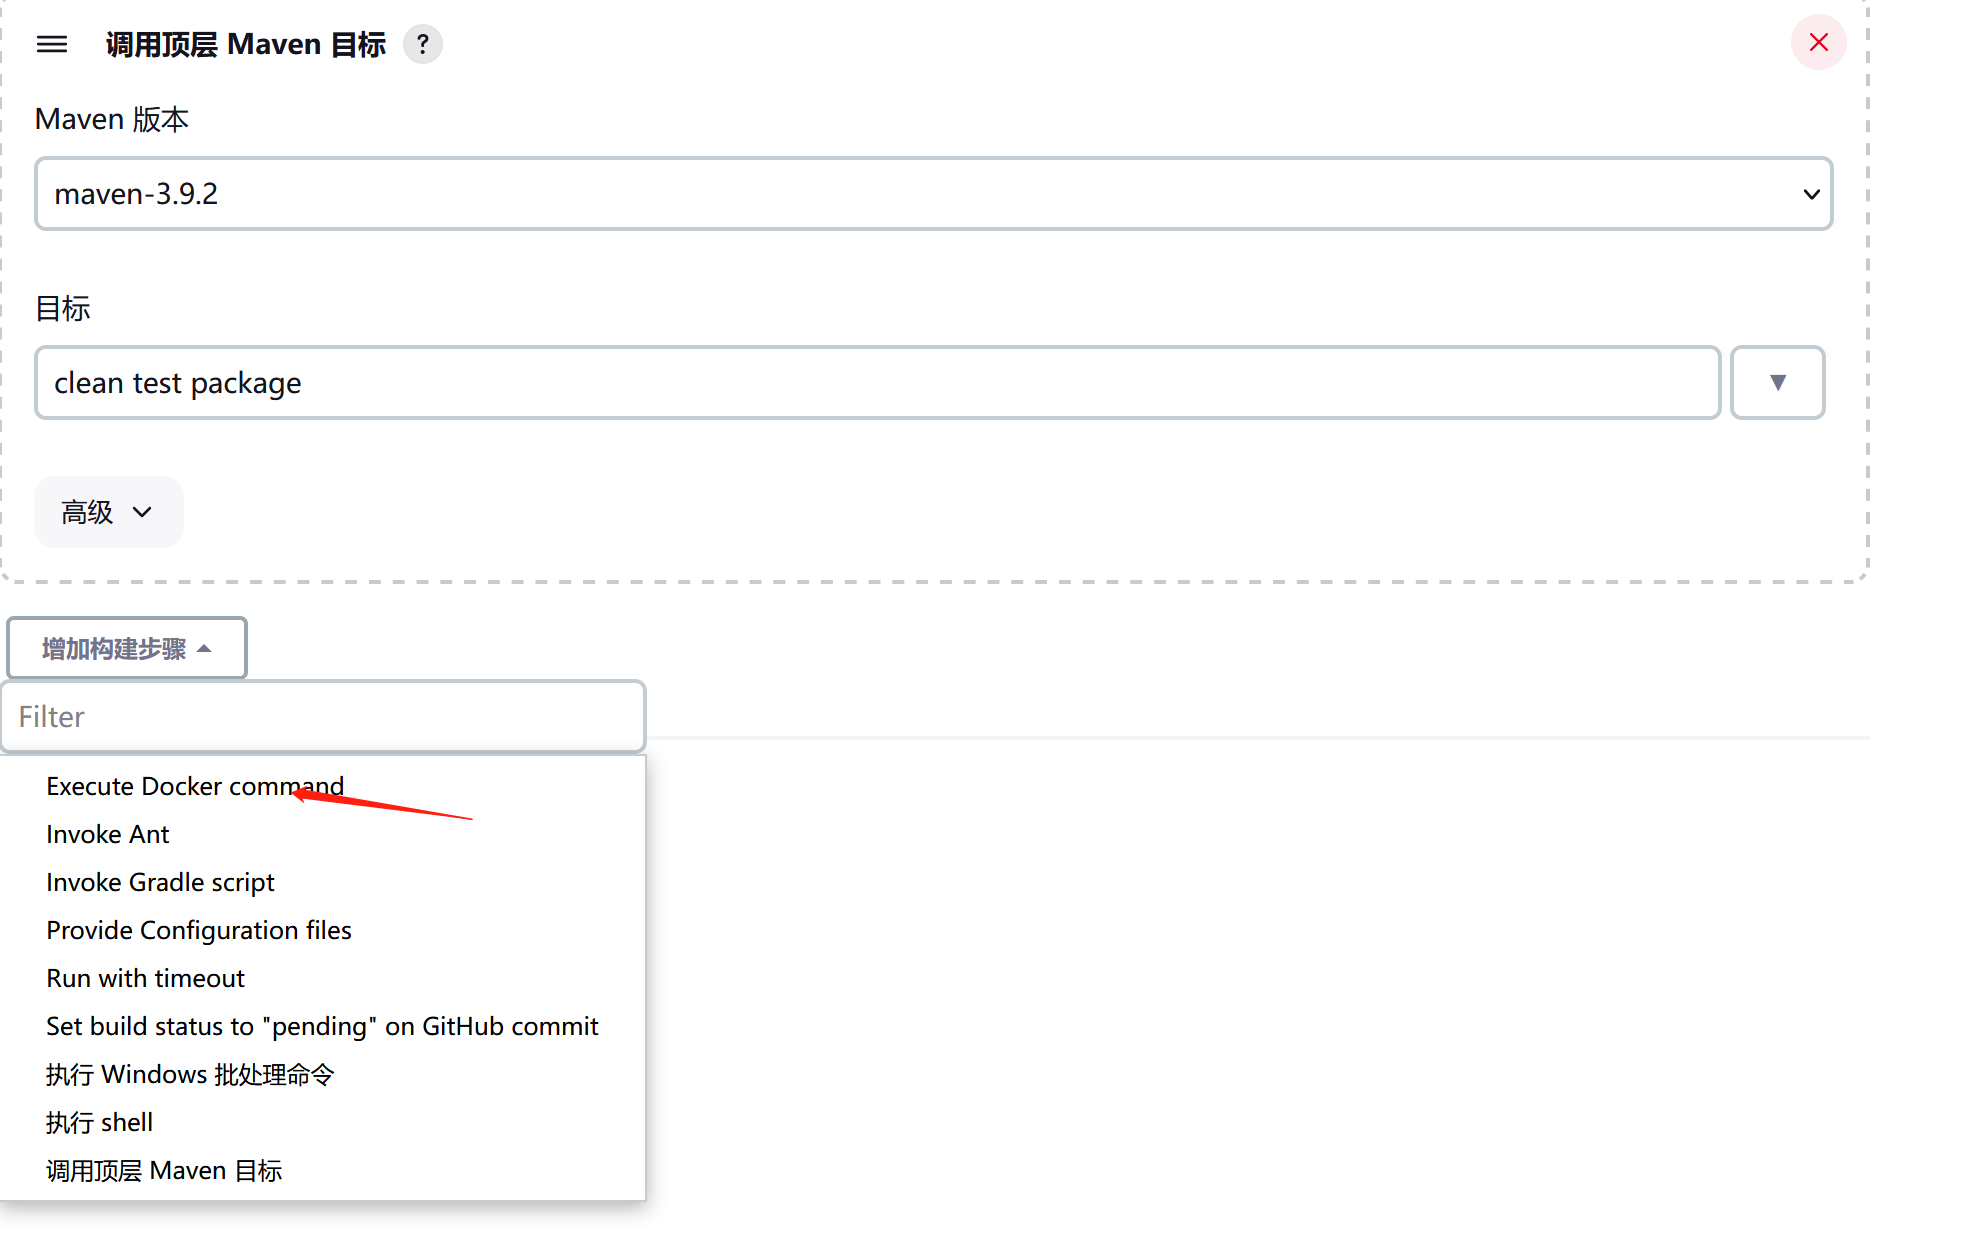 调用顶层 Maven 目标 ?
Maven 版本
maven-3.9.2
目标
clean test package
高级
增加构建步骤
Filter
Execute Docker command
Invoke Ant
Invoke Gradle script
Provide Configuration files
Run with timeout
Set build status to "pending" on GitHub commit
执行 Windows 批处理命令
执行 shell
调用顶层 Maven 目标